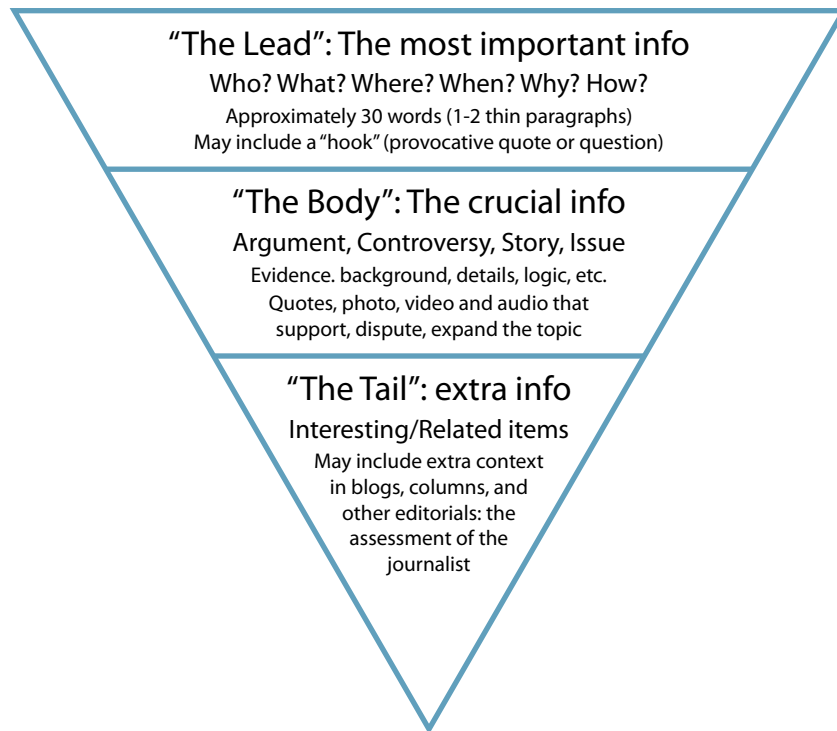 “The Lead”: The most important info
Who? What? Where? When? Why? How?
Approximately 30 words (1-2 thin paragraphs)
May include a “hook” (provocative quote or question)
“The Body”: The crucial info
Argument, Controversy, Story, Issue
Evidence. background, details, logic, etc.
Quotes, photo, video and audio that
support, dispute, expand the topic
“The Tail”: extra info
Interesting/Related items
May include extra context
in blogs, columns, and
other editorials: the
assessment of the
journalist